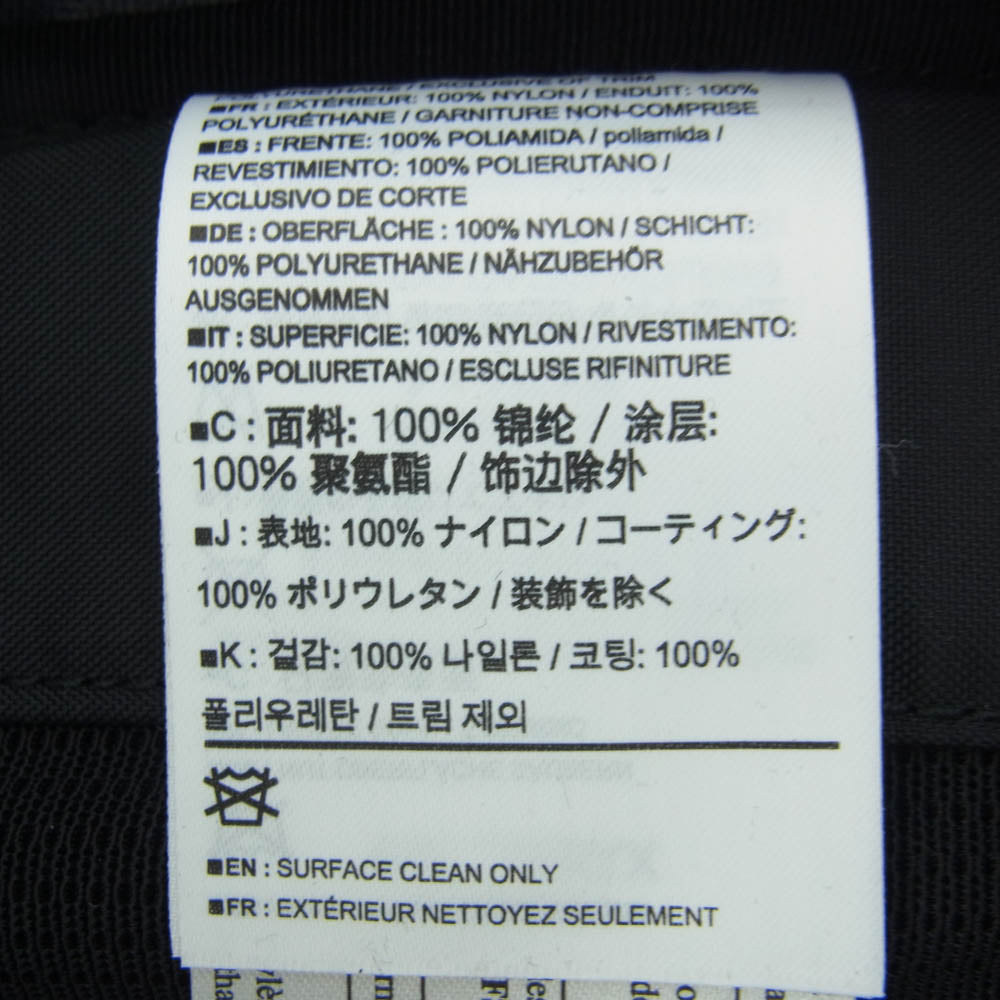 POLYURETHANE / EXCLUSIVE OF TRIM
■FR : EXTÉRIEUR: 100% NYLON / ENDUIT: 100%
POLYURÉTHANE / GARNITURE NON-COMPRISE
■ES : FRENTE: 100% POLIAMIDA / poliamida /
REVESTIMIENTO: 100% POLIERUTANO /
EXCLUSIVO DE CORTE
■DE : OBERFLÄCHE : 100% NYLON / SCHICHT:
100% POLYURETHANE / NÄHZUBEHÖR
AUSGENOMMEN
■IT : SUPERFICIE: 100% NYLON / RIVESTIMENTO:
100% POLIURETANO / ESCLUSE RIFINITURE
■C : 面料: 100% 锦纶 / 涂层:
100% 聚氨酯 / 饰边除外
■J : 表地: 100% ナイロン / コーティング:
100% ポリウレタン / 装飾を除く
■K : 겉감: 100% 나일론 / 코팅: 100%
폴리우레탄 / 트림 제외
■EN : SURFACE CLEAN ONLY
■FR : EXTÉRIEUR NETTOYEZ SEULEMENT